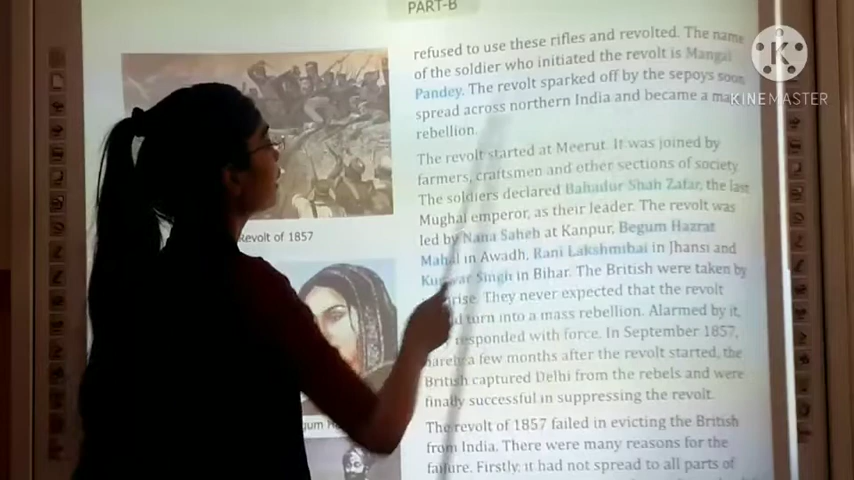 PART-B
refused to use these rifles and revolted. The name
of the soldier who initiated the revolt is Mangal
Pandey. The revolt sparked off by the sepoys soon
spread across northern India and became a
rebellion.
The revolt started at Meerut. It was joined by
farmers, craftsmen and other sections of society.
The soldiers declared Bahadur Shah Zafar, the last
Mughal emperor, as their leader. The revolt was
led by Nana Saheb at Kanpur, Begum Hazrat
Mahal in Awadh, Rani Lakshmibai in Jhansi and
Kunwar Singh in Bihar. The British were taken by
They never expected that the revolt
turn into a mass rebellion. Alarmed by it,
responded with force. In September 1857,
a few months after the revolt started, the
British captured Delhi from the rebels and were
finally successful in suppressing the revolt.
The revolt of 1857 failed in evicting the British
from India. There were many reasons for the
failure. Firstly, it had not spread to all parts of
Revolt of 1857
KINEMASTER